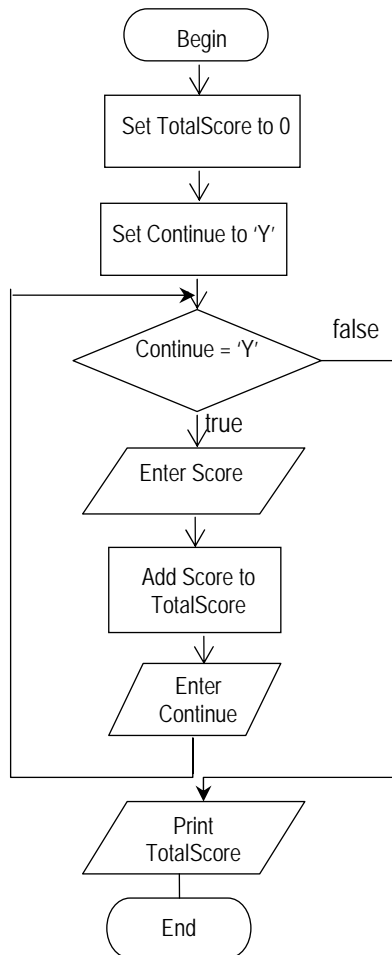 Begin
Set TotalScore to 0
Set Continue to ‘Y’
Continue = ‘Y’
false
true
Enter Score
Add Score to
TotalScore
Enter
Continue
Print
TotalScore
End